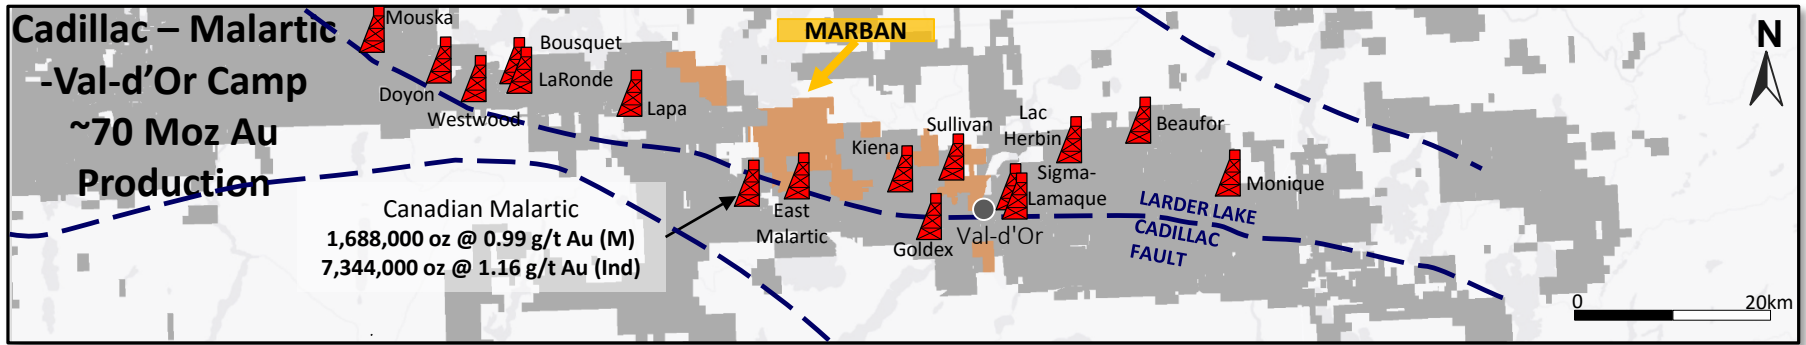 Cadillac – Malartic
-Val-d’Or Camp
~70 Moz Au
Production
Mouska
Bousquet
LaRonde
Doyon
Westwood
Lapa
MARBAN
N
Canadian Malartic
1,688,000 oz @ 0.99 g/t Au (M)
7,344,000 oz @ 1.16 g/t Au (Ind)
East
Malartic
Kiena
Sullivan
Goldex
Val-d'Or
Lac
Herbin
Sigma-
Lamaque
Beaufor
Monique
LARDER LAKE
CADILLAC
FAULT
0 20km